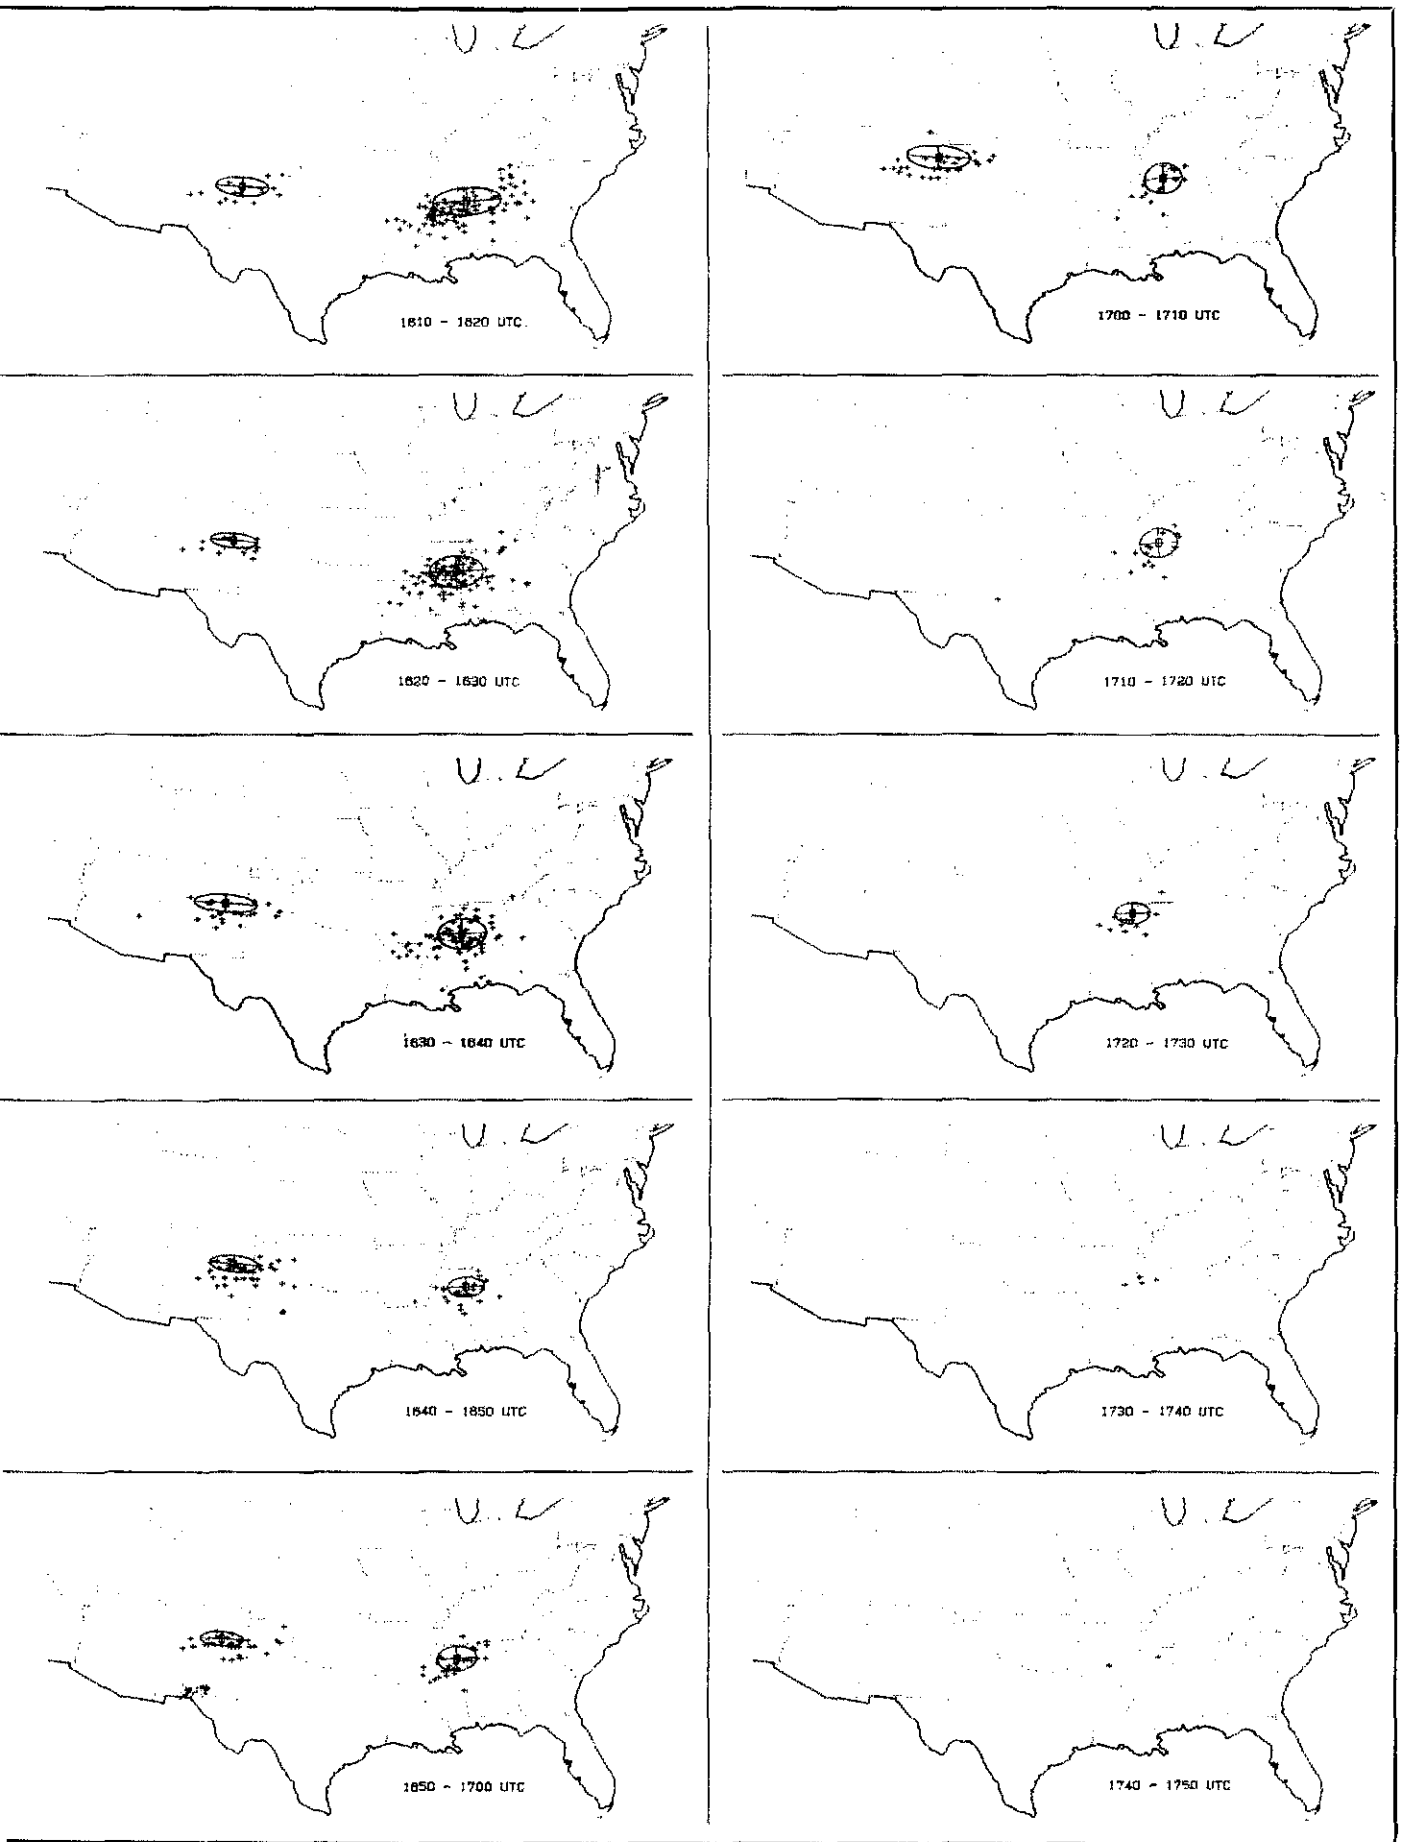 1610 - 1620 UTC.
1620 - 1630 UTC
1630 - 1640 UTC
1640 - 1650 UTC
1650 - 1700 UTC
1700 - 1710 UTC
1710 - 1720 UTC
1720 - 1730 UTC
1730 - 1740 UTC
1740 - 1750 UTC